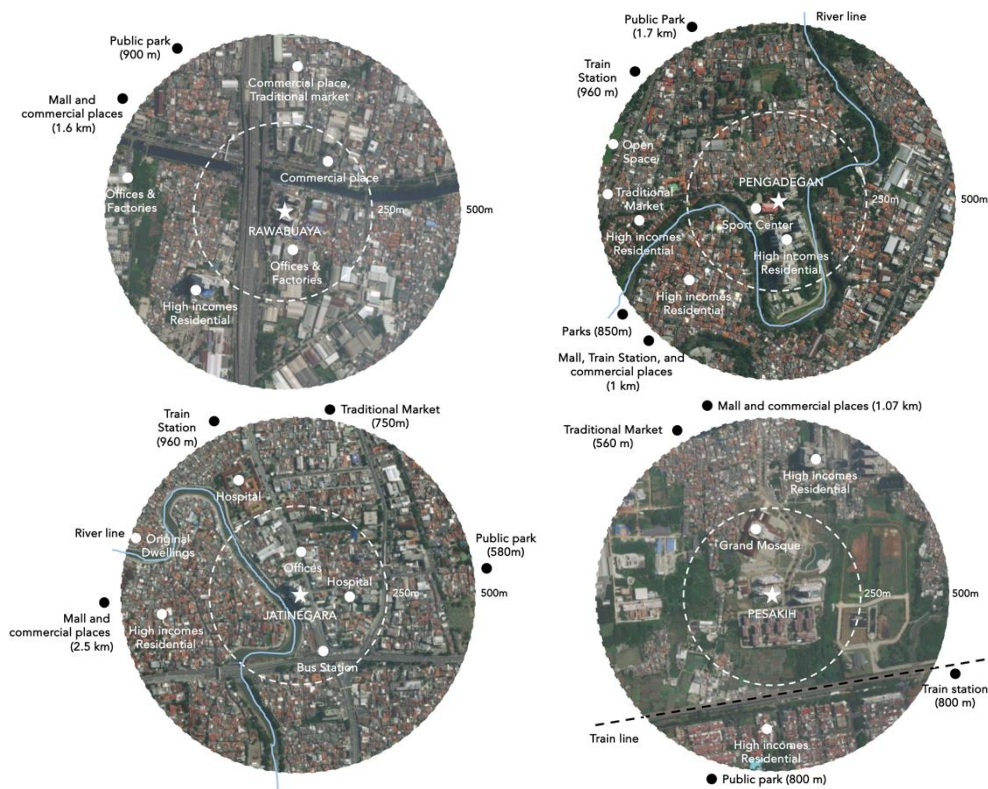 Public park
(900 m)
Mall and
commercial places
(1.6 km)
Commercial place,
Traditional market
Commercial place
Offices &
Factories
RAWABUAYA
250m
500m
Offices &
Factories
High incomes
Residential
River line
Public Park
(1.7 km)
Train
Station
(960 m)
Open
Space
Traditional
Market
PENGADEGAN
250m
500m
Sport Center
High incomes
Residential
High incomes
Residential
High incomes
Residential
Parks (850m)
Mall, Train Station, and
commercial places
(1 km)
Train
Station
(960 m)
Traditional Market
(750m)
Hospital
River line
Original
Dwellings
Public park
(580m)
Offices
Hospital
250m
500m
JATINEGARA
Mall and
commercial places
(2.5 km)
High incomes
Residential
Bus Station
Mall and commercial places (1.07 km)
Traditional Market
(560 m)
High incomes
Residential
Grand Mosque
250m
500m
PESAKIH
Train station
(800 m)
Train line
High incomes
Residential
Public park (800 m)